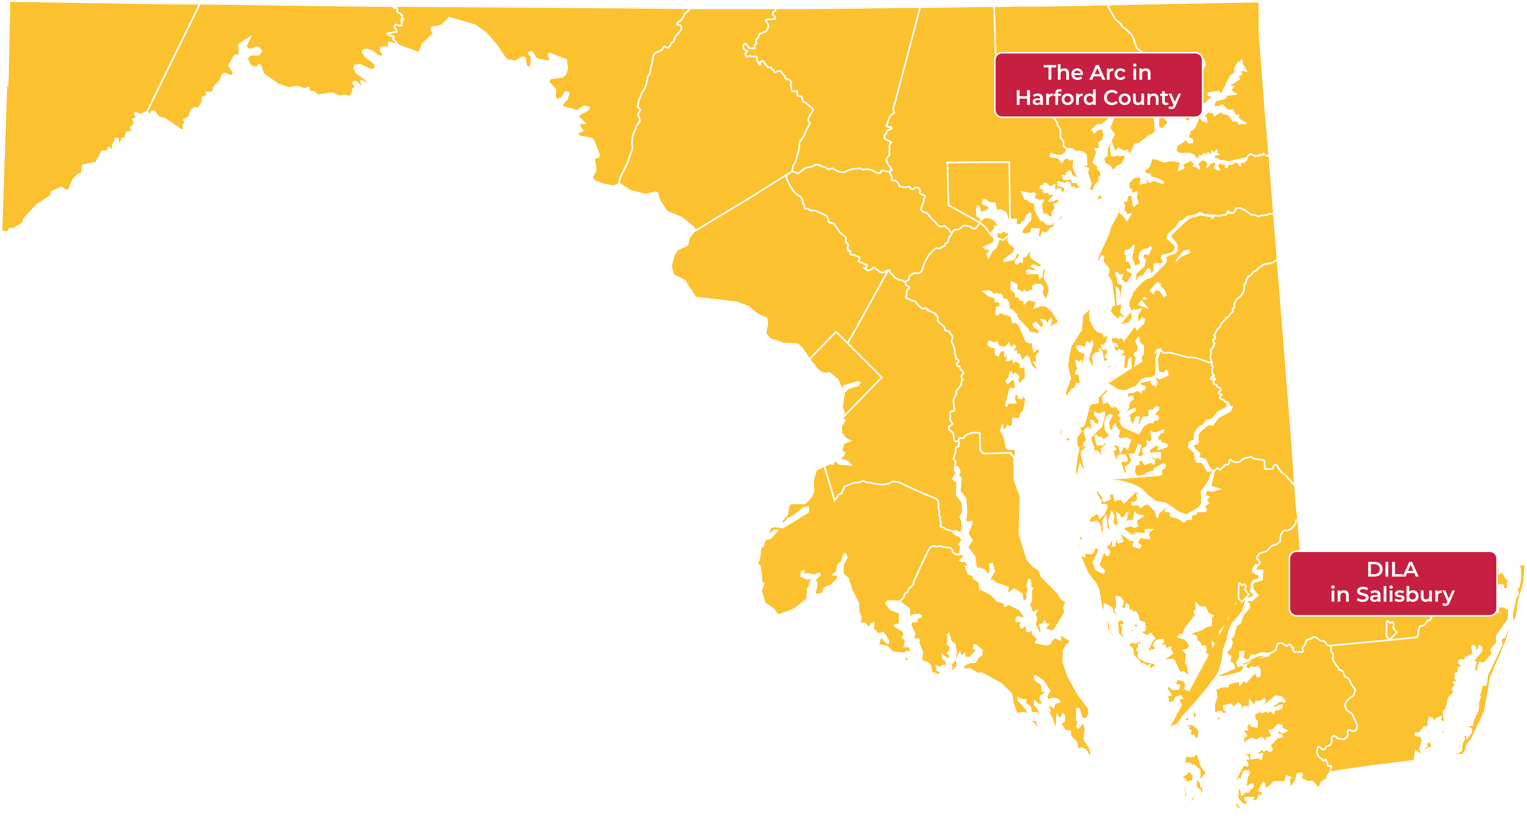 The Arc in
Harford County
DILA
in Salisbury